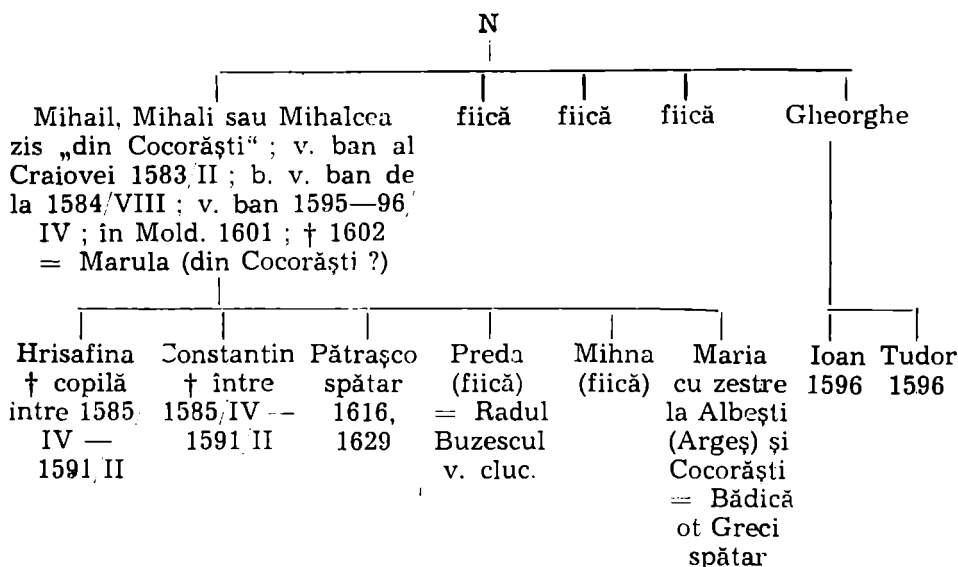 N
Mihail, Mihali sau Mihalcea fiică fiică fiică Gheorghe
zis „din Cocorăști“ ; v. ban al
Craiovei 1583/II ; b. v. ban de
la 1584/VIII ; v. ban 1595—96/
IV ; în Mold. 1601 ; † 1602
= Marula (din Cocorăști ?)
Hrisafina Constantin Pătrașco Preda Mihna Maria Ioan Tudor
† copilă † între spătar (fiică) (fiică) cu zestre 1596 1596
intre 1585/ 1585/IV — 1616, = Radul la Albești
IV — 1591/II 1629 Buzescul (Argeș) și
1591/II v. cluc. Cocorăști
= Bădică
ot Greci
spătar